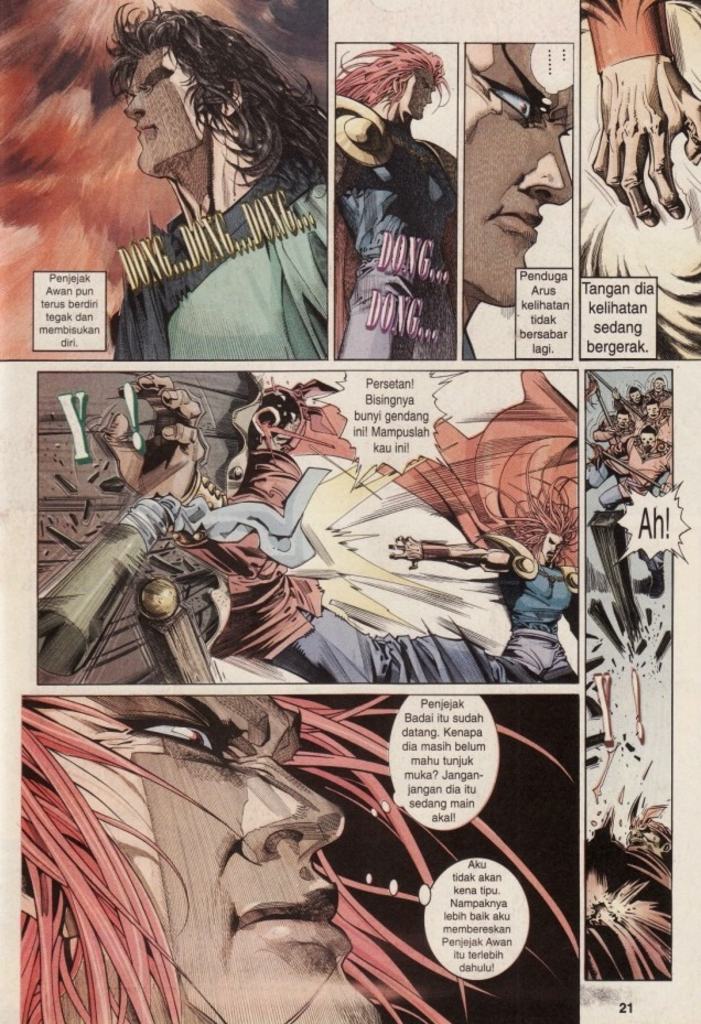 DONG...DONG...DONG...
Penjejak
Awan pun
terus berdiri
tegak dan
membisukan
diri.
DONG...
DONG...
Penduga
Arus
kelihatan
tidak
bersabar
lagi.
Tangan dia
kelihatan
sedang
bergerak.
Y !
Persetan!
Bisingnya
bunyi gendang
ini! Mampuslah
kau ini!
Ah!
Y !
Penjejak
Badai itu sudah
datang. Kenapa
dia masih belum
mahu tunjuk
muka? Jangan-
jangan dia itu
sedang main
akal!
Aku
tidak akan
kena tipu.
Nampaknya
lebih baik aku
membereskan
Penjejak Awan
itu terlebih
dahulu!
21